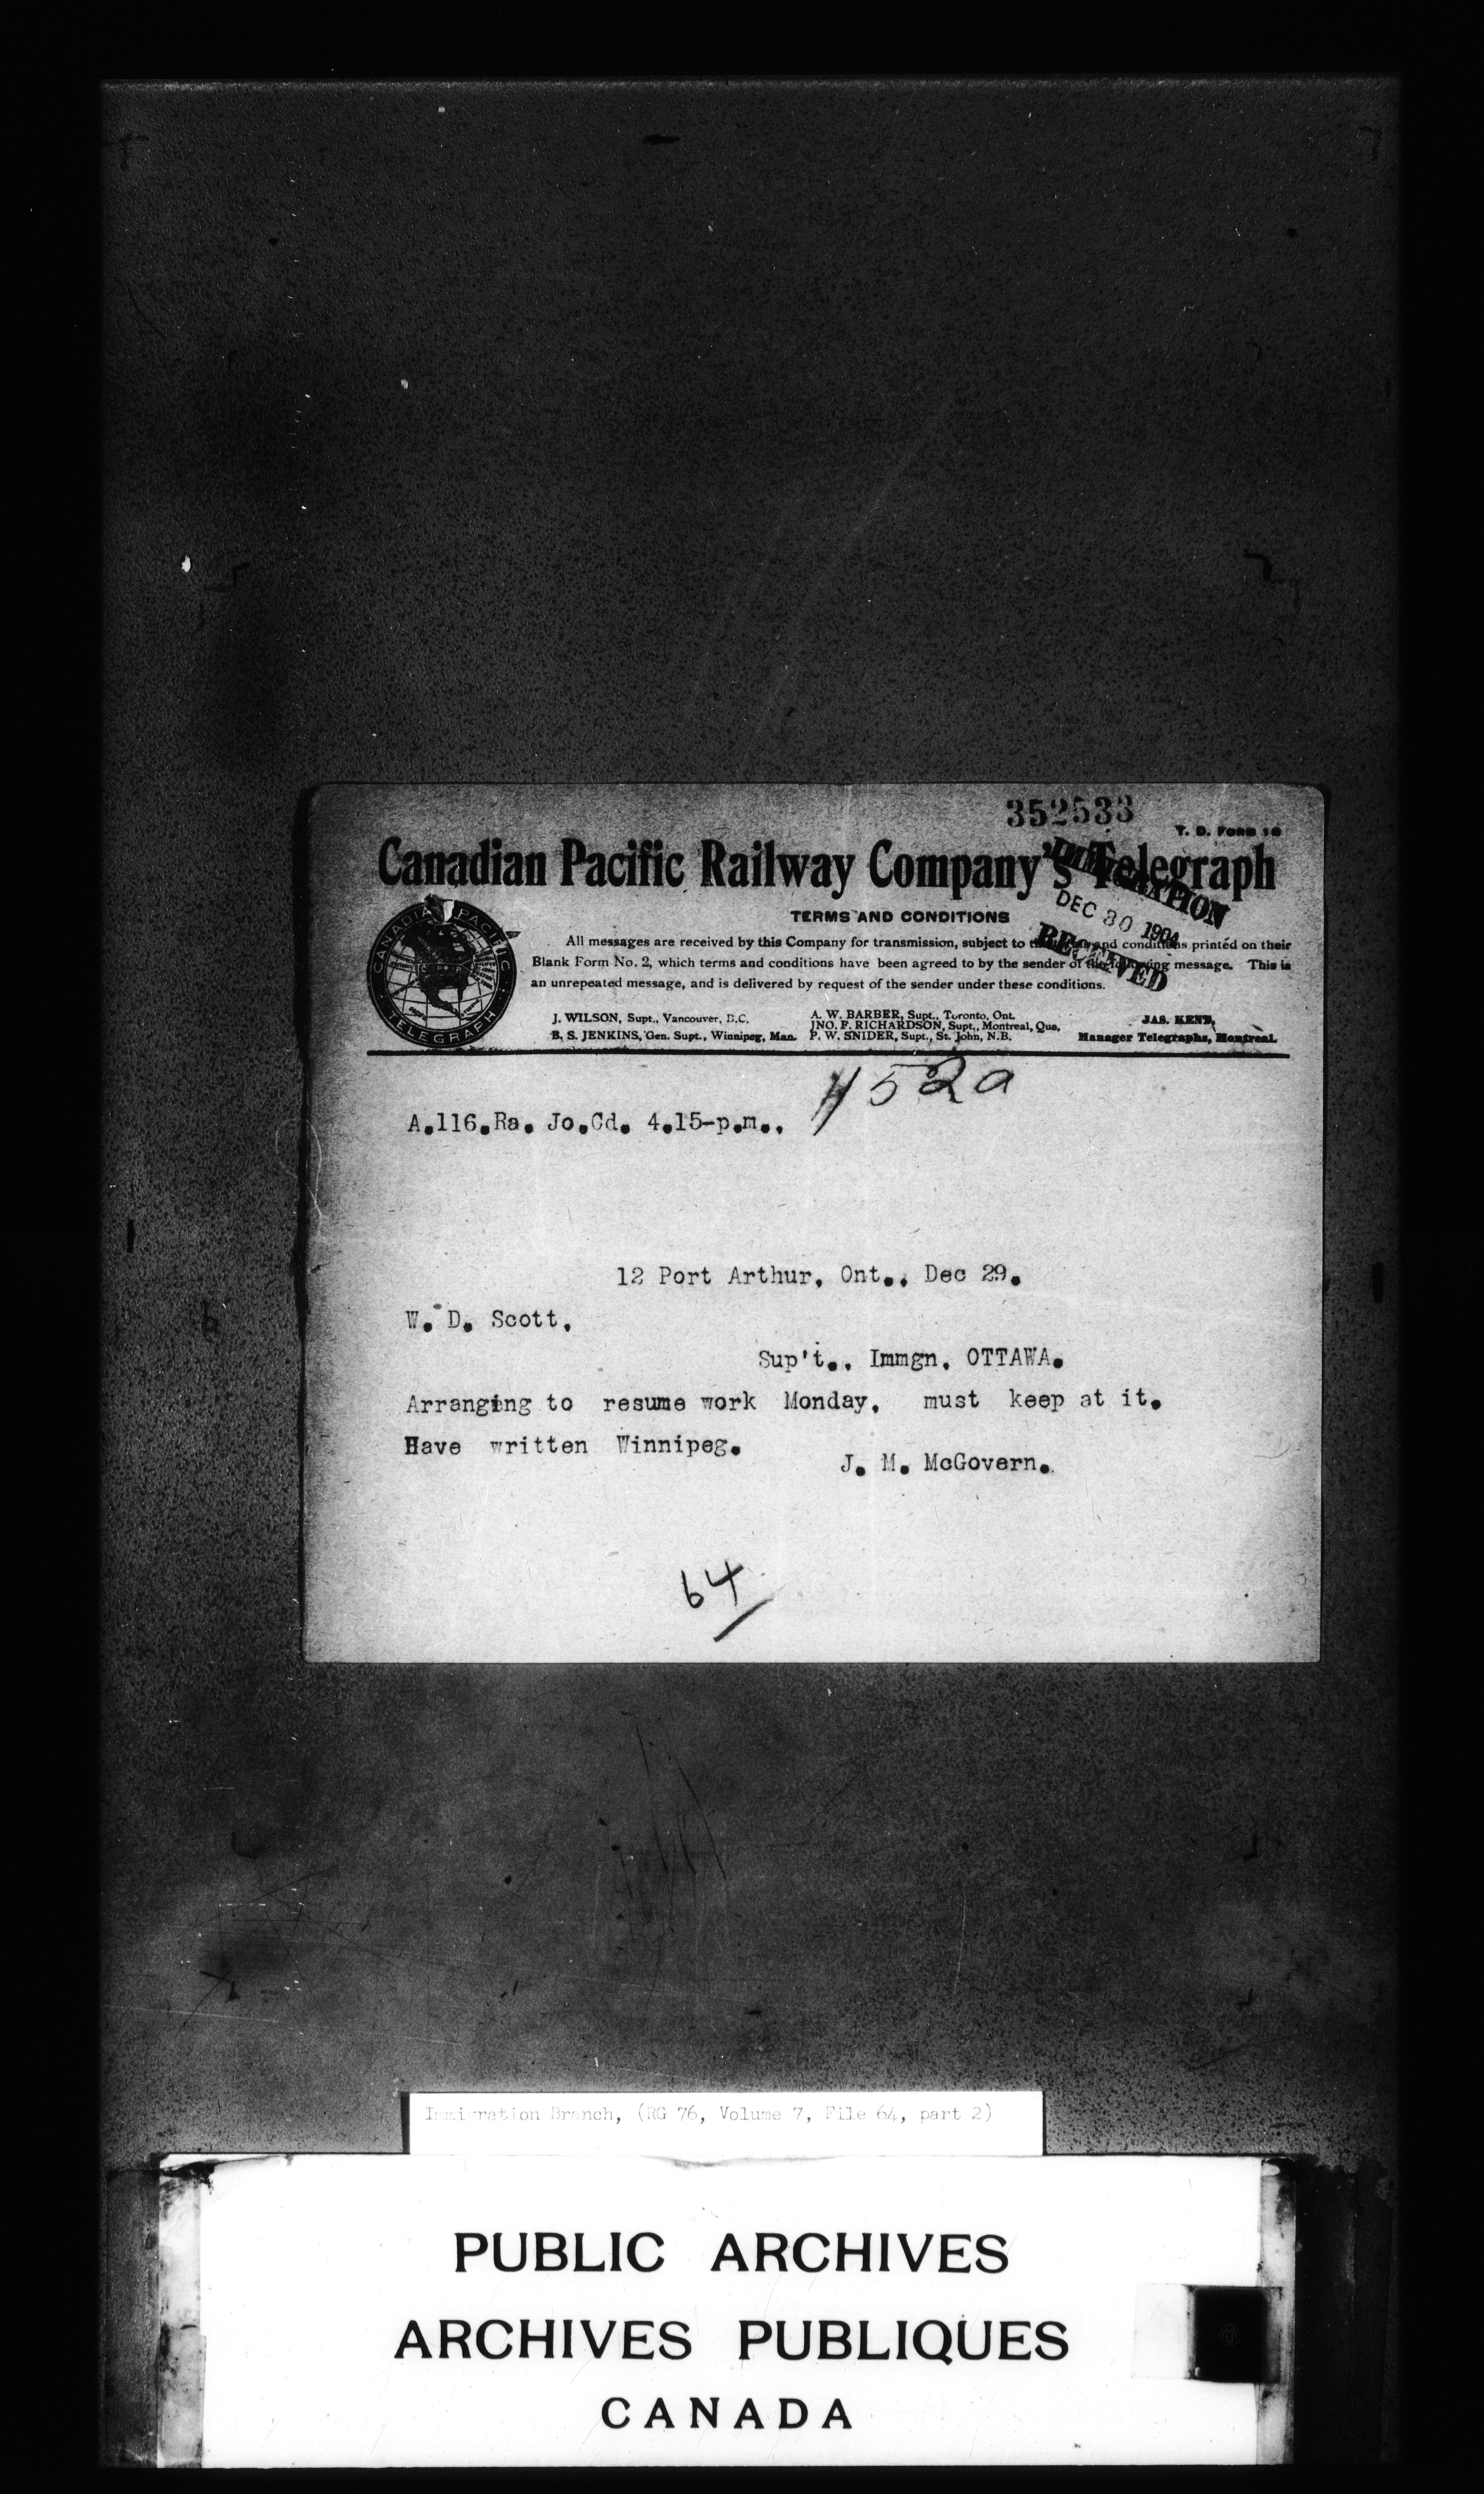 352533
T. D. Form 10
Canadian Pacific Railway Company's Telegraph
IMMIGRATION
DEC 30 1904
RECEIVED
CANADIAN PACIFIC
TELEGRAPH
TERMS AND CONDITIONS
All messages are received by this Company for transmission, subject to the terms and conditions printed on their
Blank Form No. 2, which terms and conditions have been agreed to by the sender of the following message. This is
an unrepeated message, and is delivered by request of the sender under these conditions.
J. WILSON, Supt., Vancouver, B.C.
B. S. JENKINS, Gen. Supt., Winnipeg, Man.
A. W. BARBER, Supt., Toronto, Ont.
JNO. F. RICHARDSON, Supt., Montreal, Que.
P. W. SNIDER, Supt., St. John, N.B.
JAS. KENT,
Manager Telegraphs, Montreal.
A.116.Ra. Jo.Cd. 4.15-p.m.,
12 Port Arthur, Ont., Dec 29.
W. D. Scott,
Sup't., Immgn, OTTAWA.
Arranging to resume work Monday, must keep at it.
Have written Winnipeg.
J. M. McGovern.
64
Immigration Branch, (RG 76, Volume 7, File 64, part 2)
PUBLIC ARCHIVES
ARCHIVES PUBLIQUES
CANADA